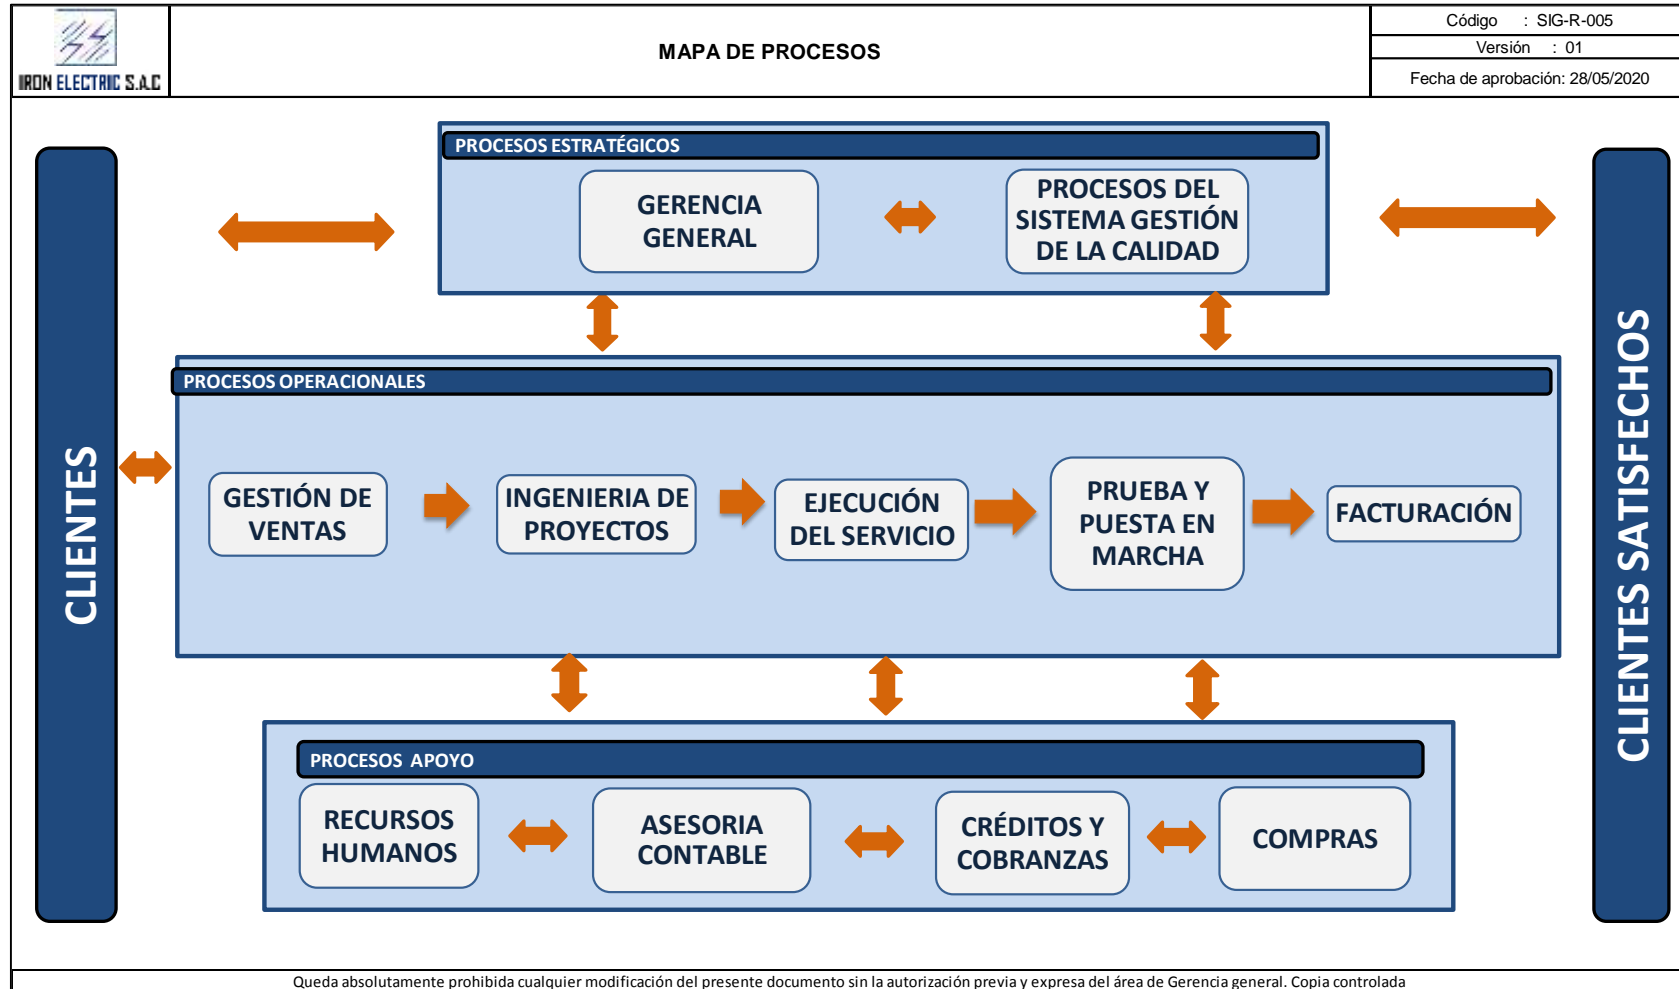 IRON ELECTRIC S.A.C
MAPA DE PROCESOS
Código : SIG-R-005
Versión : 01
Fecha de aprobación: 28/05/2020
CLIENTES
PROCESOS ESTRATÉGICOS
GERENCIA
GENERAL
PROCESOS DEL
SISTEMA GESTIÓN
DE LA CALIDAD
PROCESOS OPERACIONALES
GESTIÓN DE
VENTAS
INGENIERIA DE
PROYECTOS
EJECUCIÓN
DEL SERVICIO
PRUEBA Y
PUESTA EN
MARCHA
FACTURACIÓN
PROCESOS APOYO
RECURSOS
HUMANOS
ASESORIA
CONTABLE
CRÉDITOS Y
COBRANZAS
COMPRAS
CLIENTES SATISFECHOS
Queda absolutamente prohibida cualquier modificación del presente documento sin la autorización previa y expresa del área de Gerencia general. Copia controlada